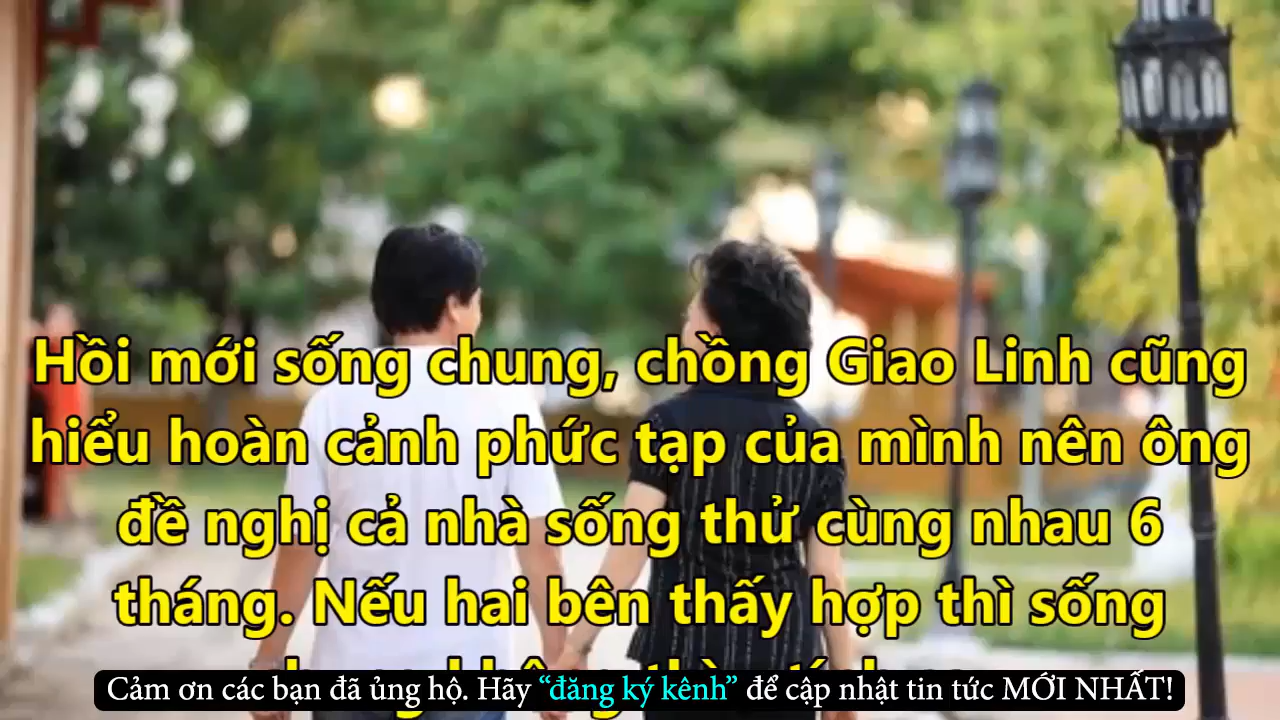 Hồi mới sống chung, chồng Giao Linh cũng
hiểu hoàn cảnh phức tạp của mình nên ông
đề nghị cả nhà sống thử cùng nhau 6
tháng. Nếu hai bên thấy hợp thì sống
Cảm ơn các bạn đã ủng hộ. Hãy “đăng ký kênh” để cập nhật tin tức MỚI NHẤT!